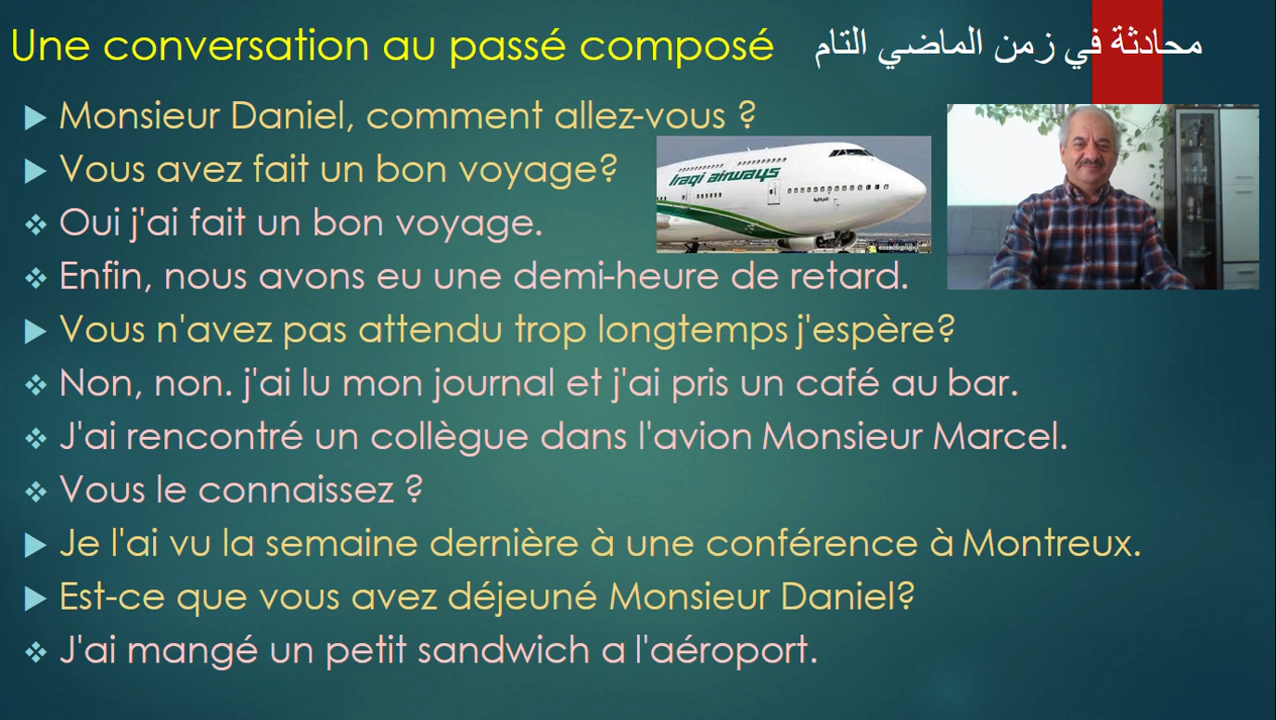 Une conversation au passé composé
محادثة في زمن الماضي التام
Monsieur Daniel, comment allez-vous ?
Vous avez fait un bon voyage?
Iraqi airways
Oui j'ai fait un bon voyage.
Enfin, nous avons eu une demi-heure de retard.
Vous n'avez pas attendu trop longtemps j'espère?
Non, non. j'ai lu mon journal et j'ai pris un café au bar.
J'ai rencontré un collègue dans l'avion Monsieur Marcel.
Vous le connaissez ?
Je l'ai vu la semaine dernière à une conférence à Montreux.
Est-ce que vous avez déjeuné Monsieur Daniel?
J'ai mangé un petit sandwich a l'aéroport.